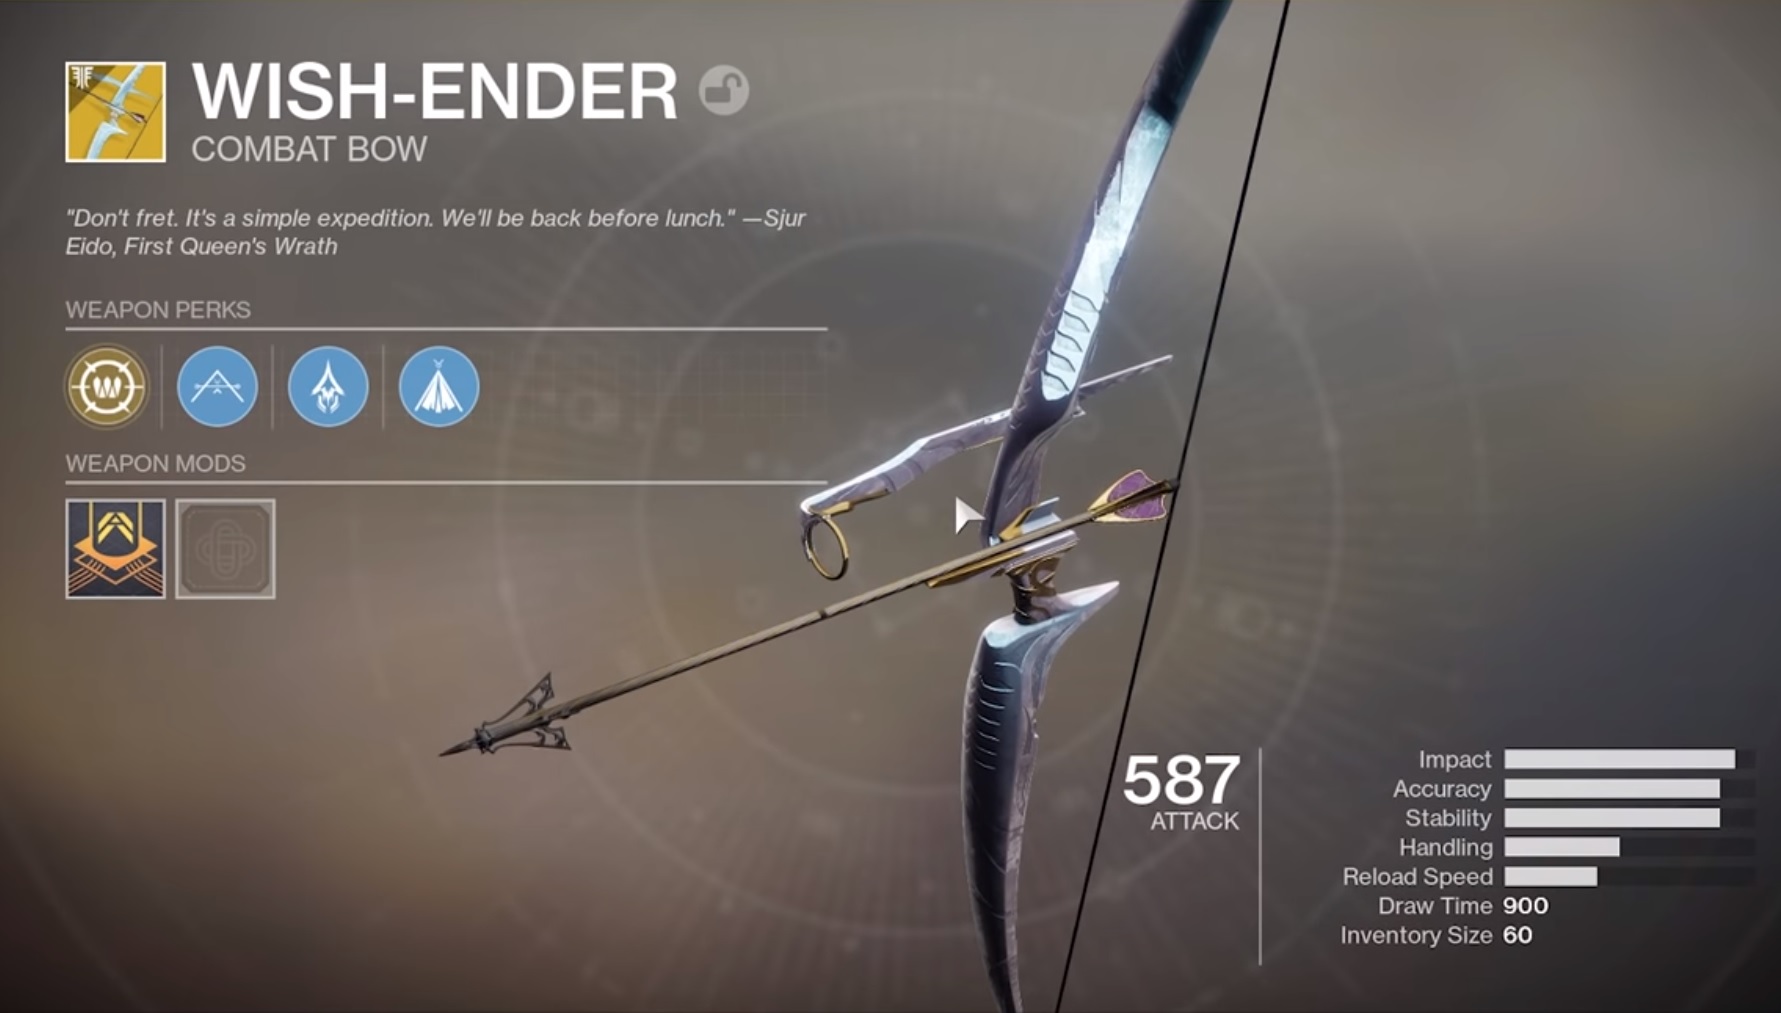 WISH-ENDER
COMBAT BOW
"Don't fret. It's a simple expedition. We'll be back before lunch." —Sjur
Eido, First Queen's Wrath
WEAPON PERKS
WEAPON MODS
587
ATTACK
Impact
Accuracy
Stability
Handling
Reload Speed
Draw Time 900
Inventory Size 60